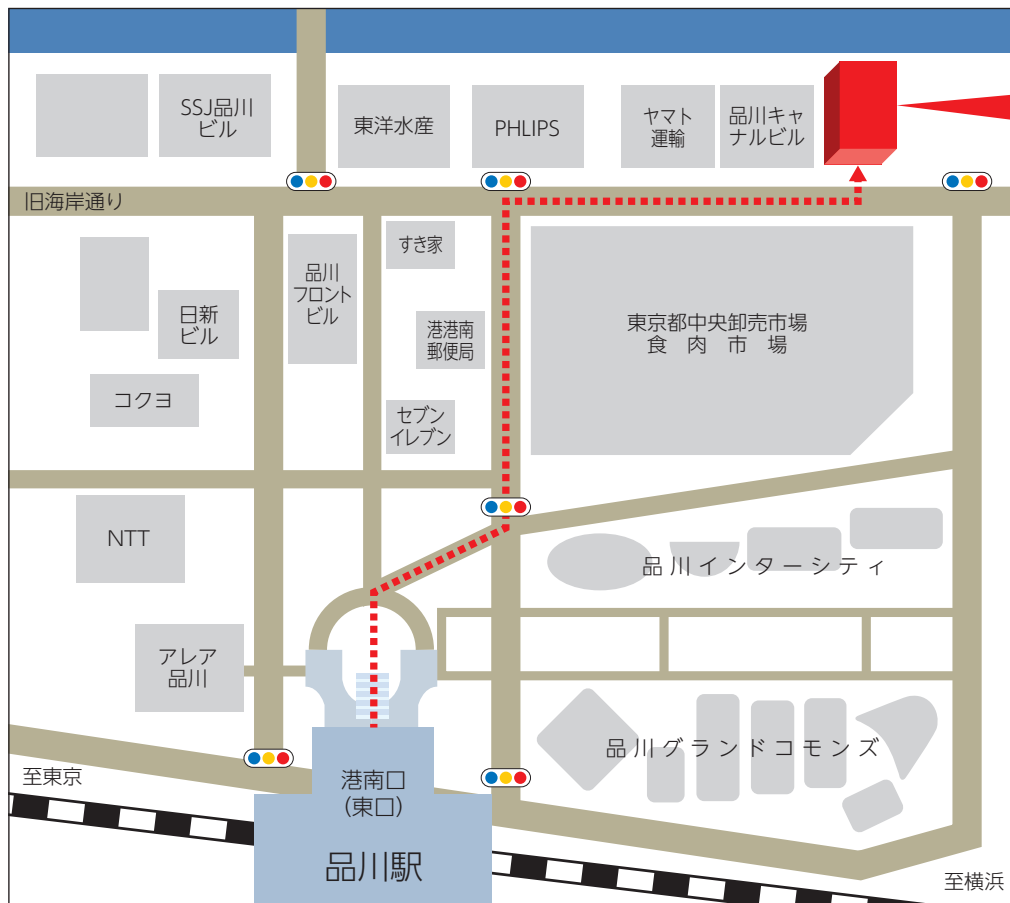 SSJ品川
ビル
東洋水産
PHLIPS
ヤマト
運輸
品川キャ
ナルビル
旧海岸通り
すき家
品川
フロント
ビル
日新
ビル
港港南
郵便局
東京都中央卸売市場
食肉市場
コクヨ
セブン
イレブン
NTT
品川インターシティ
アレア
品川
品川グランドコモンズ
至東京
港南口
(東口)
品川駅
至横浜